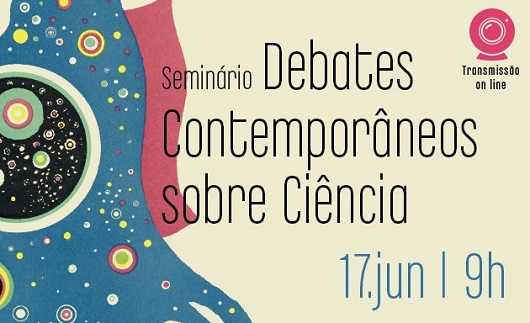 Seminário Debates
Contemporâneos
sobre Ciência
17.jun | 9h
Transmissão
on line